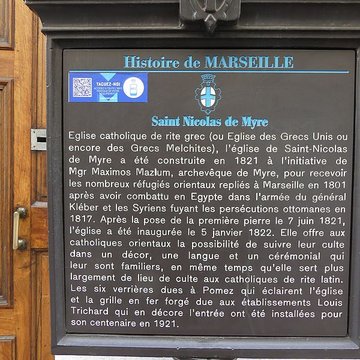 Histoire de MARSEILLE
TAGUEZ-MOI
Saint Nicolas de Myre
Eglise catholique de rite grec (ou Eglise des Grecs Unis ou
encore des Grecs Melchites), l'église de Saint-Nicolas
de Myre a été construite en 1821 à l'initiative de
Mgr Maximos Mazlum, archevêque de Myre, pour recevoir
les nombreux réfugiés orientaux repliés à Marseille en 1801
après avoir combattu en Egypte dans l'armée du général
Kléber et les Syriens fuyant les persécutions ottomanes en
1817. Après la pose de la première pierre le 7 juin 1821,
l'église a été inaugurée le 5 janvier 1822. Elle offre aux
catholiques orientaux la possibilité de suivre leur culte
dans un décor, une langue et un cérémonial qui
leur sont familiers, en même temps qu'elle sert plus
largement de lieu de culte aux catholiques de rite latin.
Les six verrières dues à Pomez qui éclairent l'église
et la grille en fer forgé due aux établissements Louis
Trichard qui en décore l'entrée ont été installées pour
son centenaire en 1921.